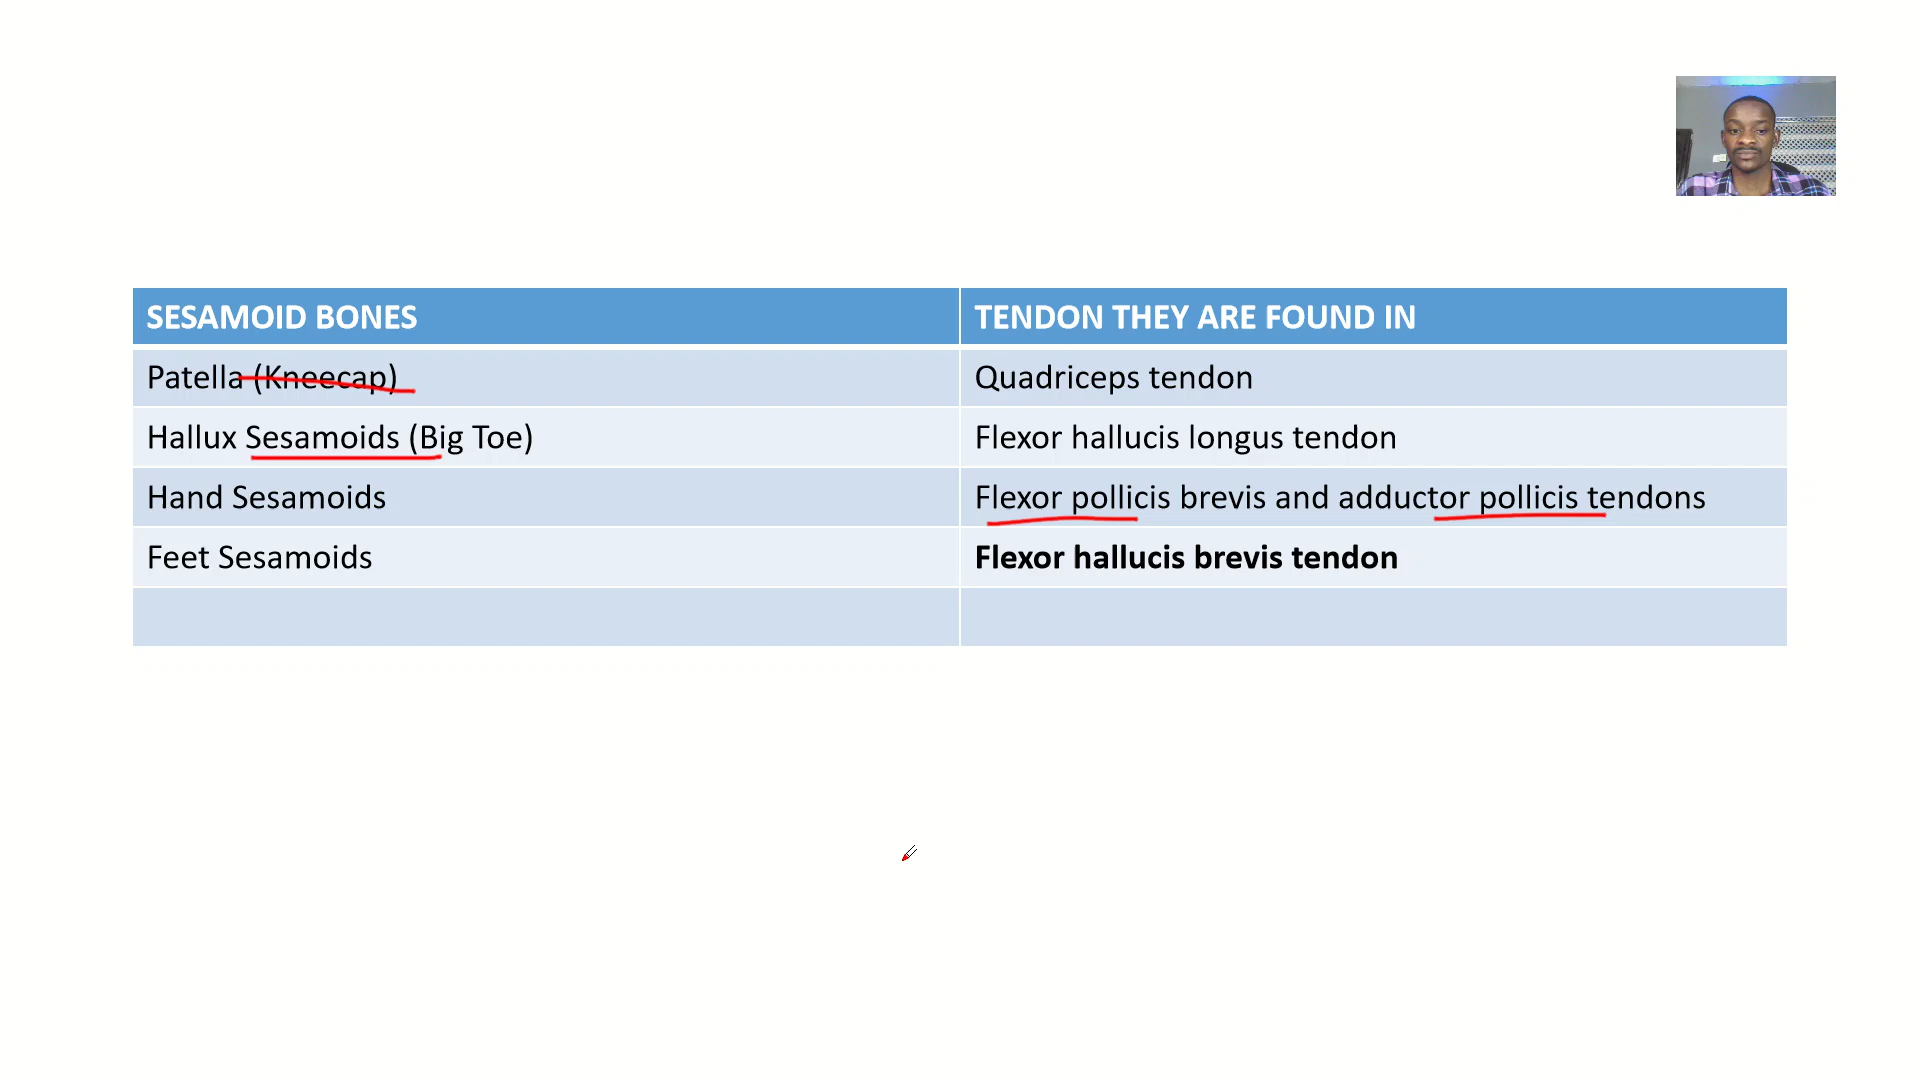 SESAMOID BONES TENDON THEY ARE FOUND IN
Patella (Kneecap) Quadriceps tendon
Hallux Sesamoids (Big Toe) Flexor hallucis longus tendon
Hand Sesamoids Flexor pollicis brevis and adductor pollicis tendons
Feet Sesamoids Flexor hallucis brevis tendon